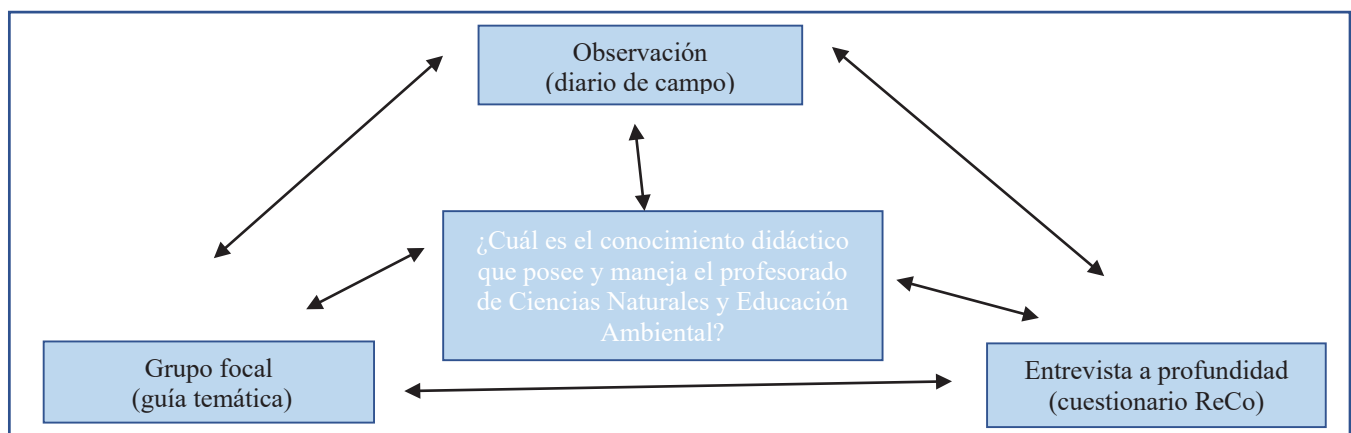 Observación
(diario de campo)
¿Cuál es el conocimiento didáctico
que posee y maneja el profesorado
de Ciencias Naturales y Educación
Ambiental?
Grupo focal
(guía temática)
Entrevista a profundidad
(cuestionario ReCo)